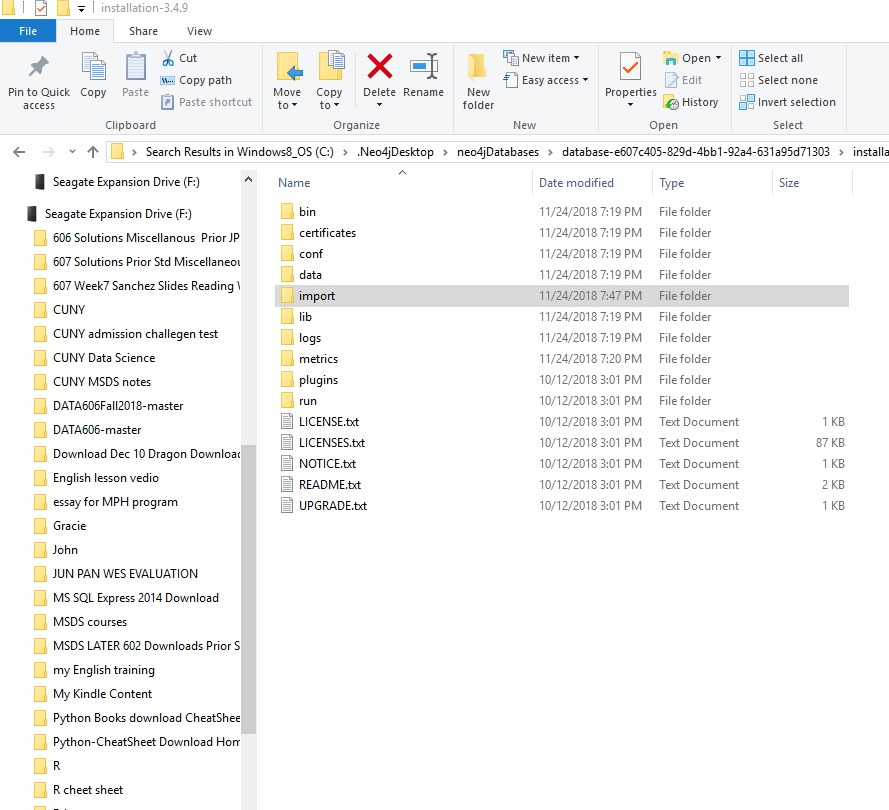 installation-3.4.9
File Home Share View
Pin to Quick access
Copy
Paste
Cut
Copy path
Paste shortcut
Clipboard
Move to
Copy to
Delete
Rename
Organize
New folder
New item
Easy access
New
Properties
Open
Edit
History
Open
Select all
Select none
Invert selection
Select
Search Results in Windows8_OS (C:) .Neo4jDesktop neo4jDatabases database-e607c405-829d-4bb1-92a4-631a95d71303 installa
Seagate Expansion Drive (F:)
Seagate Expansion Drive (F:)
606 Solutions Miscellanous Prior JP
607 Solutions Prior Std Miscellaneou
607 Week7 Sanchez Slides Reading W
CUNY
CUNY admission challegen test
CUNY Data Science
CUNY MSDS notes
DATA606Fall2018-master
DATA606-master
Download Dec 10 Dragon Download
English lesson vedio
essay for MPH program
Gracie
John
JUN PAN WES EVALUATION
MS SQL Express 2014 Download
MSDS courses
MSDS LATER 602 Downloads Prior S
my English training
My Kindle Content
Python Books download CheatShee
Python-CheatSheet Download Hom
R
R cheet sheet
Name Date modified Type Size
bin 11/24/2018 7:19 PM File folder
certificates 11/24/2018 7:19 PM File folder
conf 11/24/2018 7:19 PM File folder
data 11/24/2018 7:19 PM File folder
import 11/24/2018 7:47 PM File folder
lib 11/24/2018 7:19 PM File folder
logs 11/24/2018 7:19 PM File folder
metrics 11/24/2018 7:20 PM File folder
plugins 10/12/2018 3:01 PM File folder
run 10/12/2018 3:01 PM File folder
LICENSE.txt 10/12/2018 3:01 PM Text Document 1 KB
LICENSES.txt 10/12/2018 3:01 PM Text Document 87 KB
NOTICE.txt 10/12/2018 3:01 PM Text Document 1 KB
README.txt 10/12/2018 3:01 PM Text Document 2 KB
UPGRADE.txt 10/12/2018 3:01 PM Text Document 1 KB